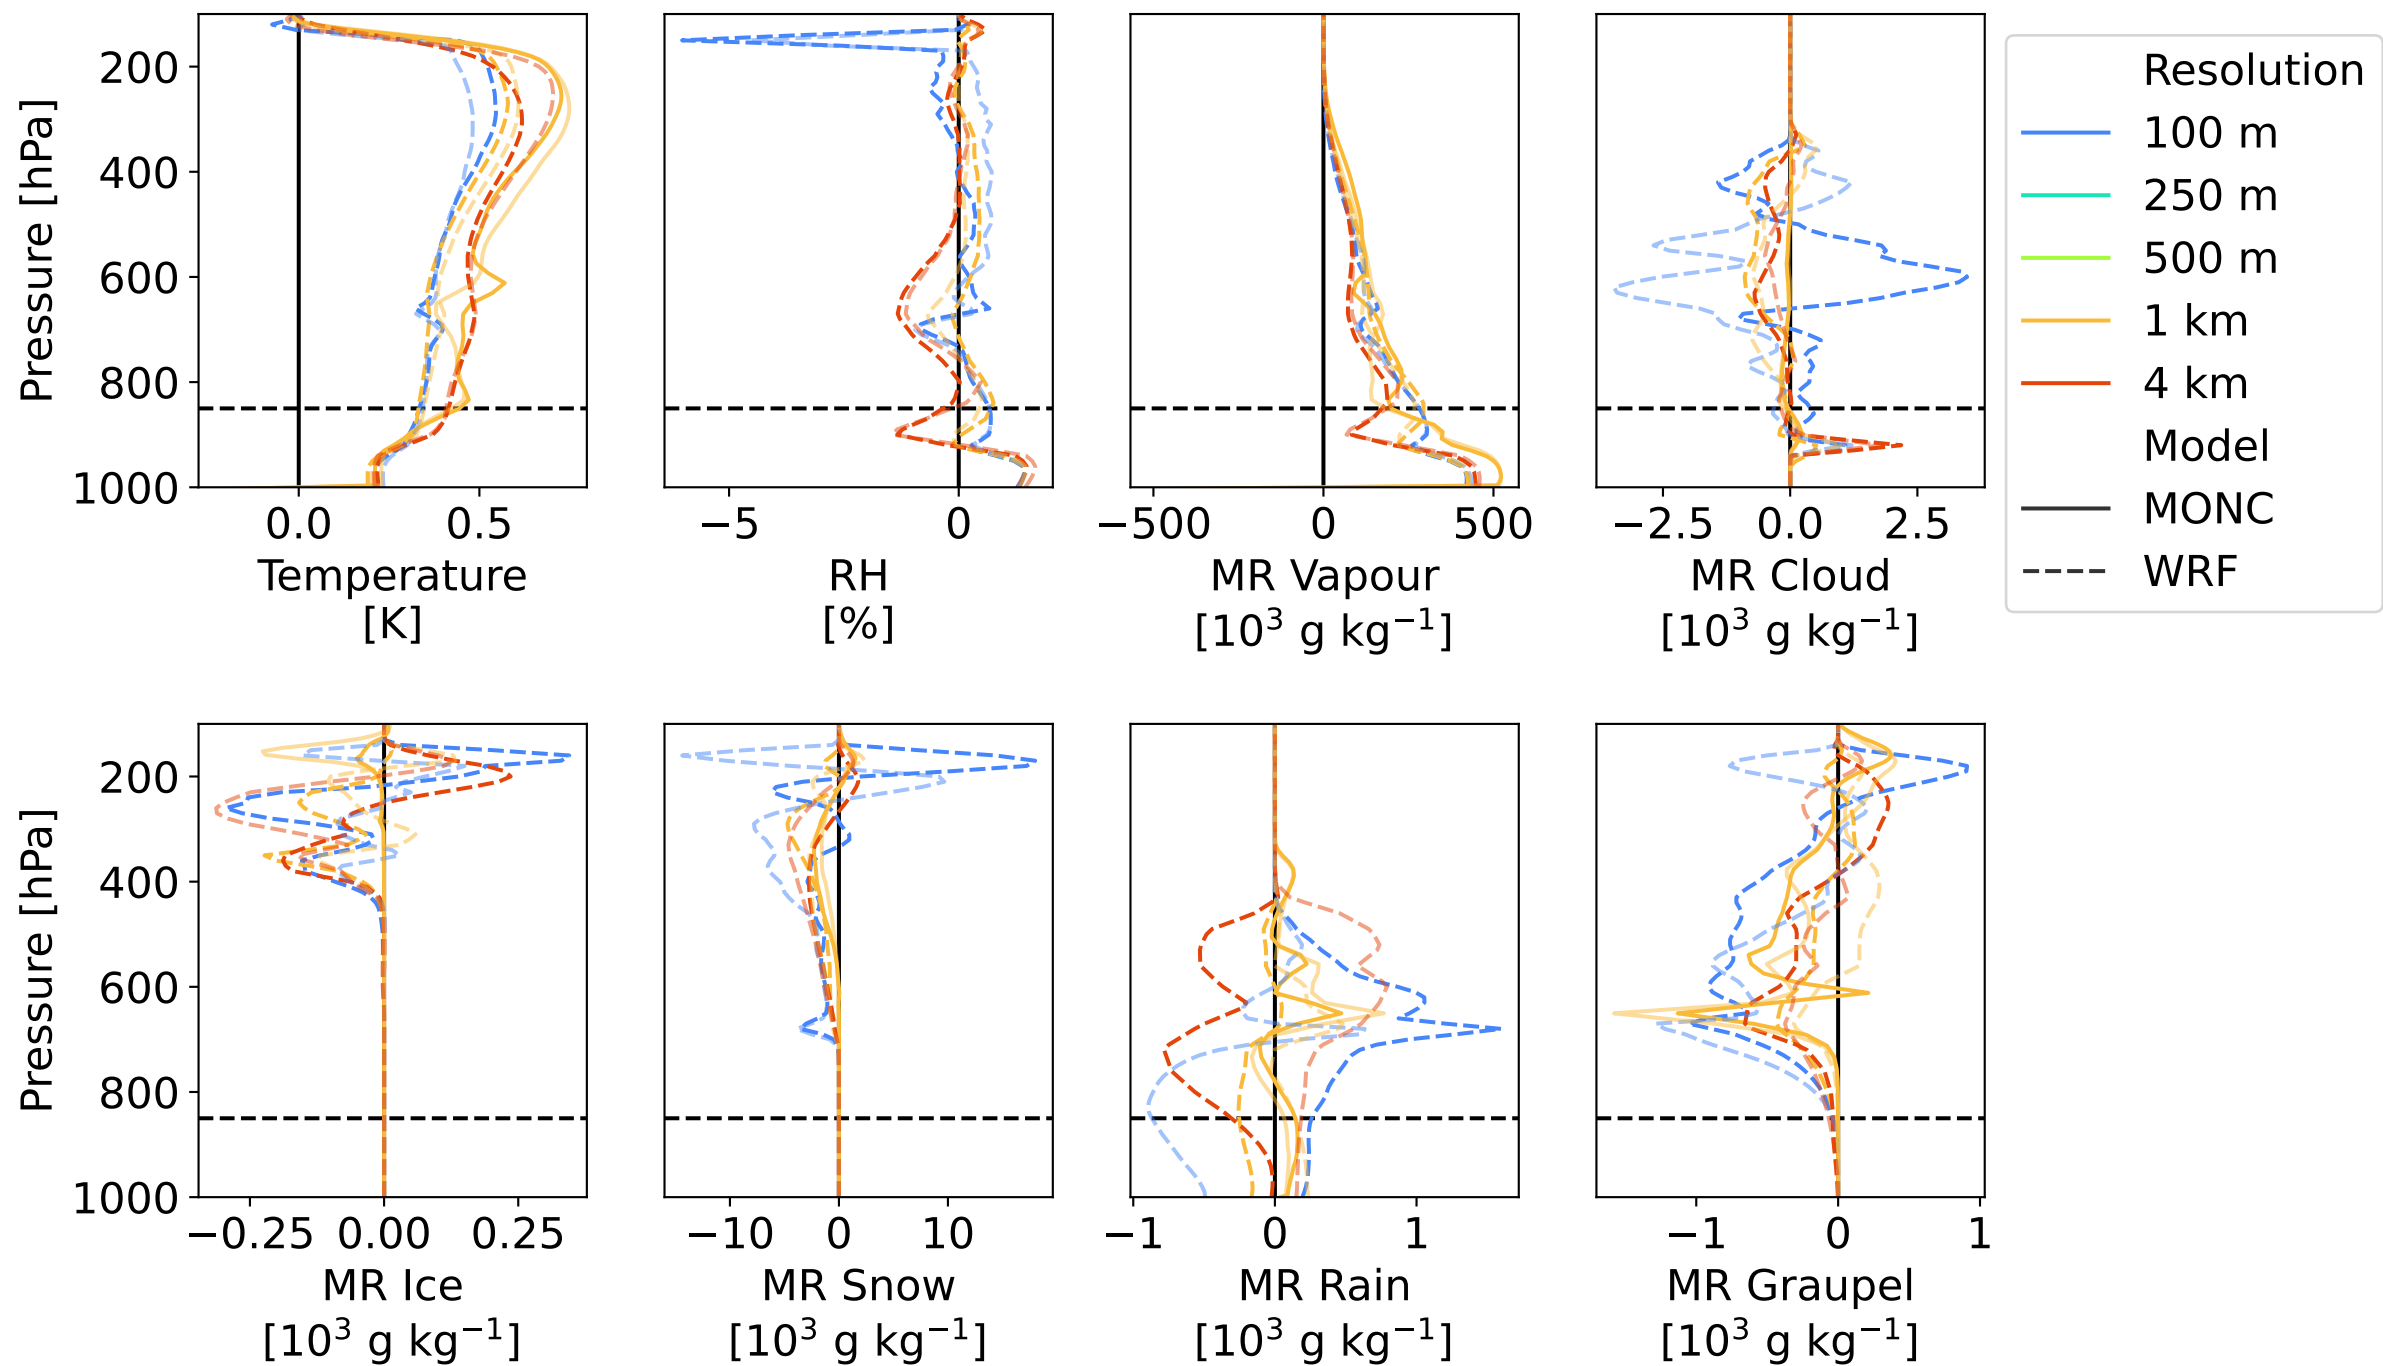 Pressure [hPa]
200
400
600
800
1000
0.0 0.5
Temperature
[K]
−5 0
RH
[%]
−500 0 500
MR Vapour
[10³ g kg⁻¹]
−2.5 0.0 2.5
MR Cloud
[10³ g kg⁻¹]
Resolution
100 m
250 m
500 m
1 km
4 km
Model
MONC
WRF
Pressure [hPa]
200
400
600
800
1000
−0.25 0.00 0.25
MR Ice
[10³ g kg⁻¹]
−10 0 10
MR Snow
[10³ g kg⁻¹]
−1 0 1
MR Rain
[10³ g kg⁻¹]
−1 0 1
MR Graupel
[10³ g kg⁻¹]